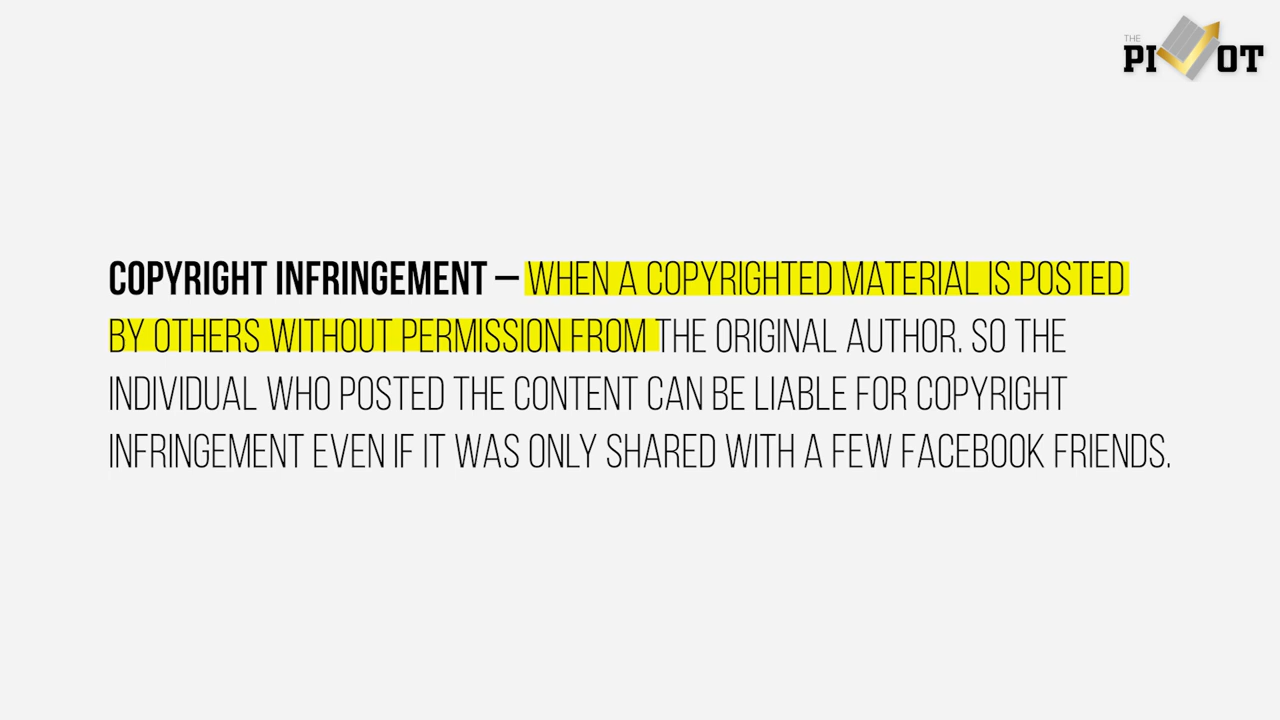 THE
PIVOT
COPYRIGHT INFRINGEMENT – WHEN A COPYRIGHTED MATERIAL IS POSTED
BY OTHERS WITHOUT PERMISSION FROM THE ORIGINAL AUTHOR. SO THE
INDIVIDUAL WHO POSTED THE CONTENT CAN BE LIABLE FOR COPYRIGHT
INFRINGEMENT EVEN IF IT WAS ONLY SHARED WITH A FEW FACEBOOK FRIENDS.